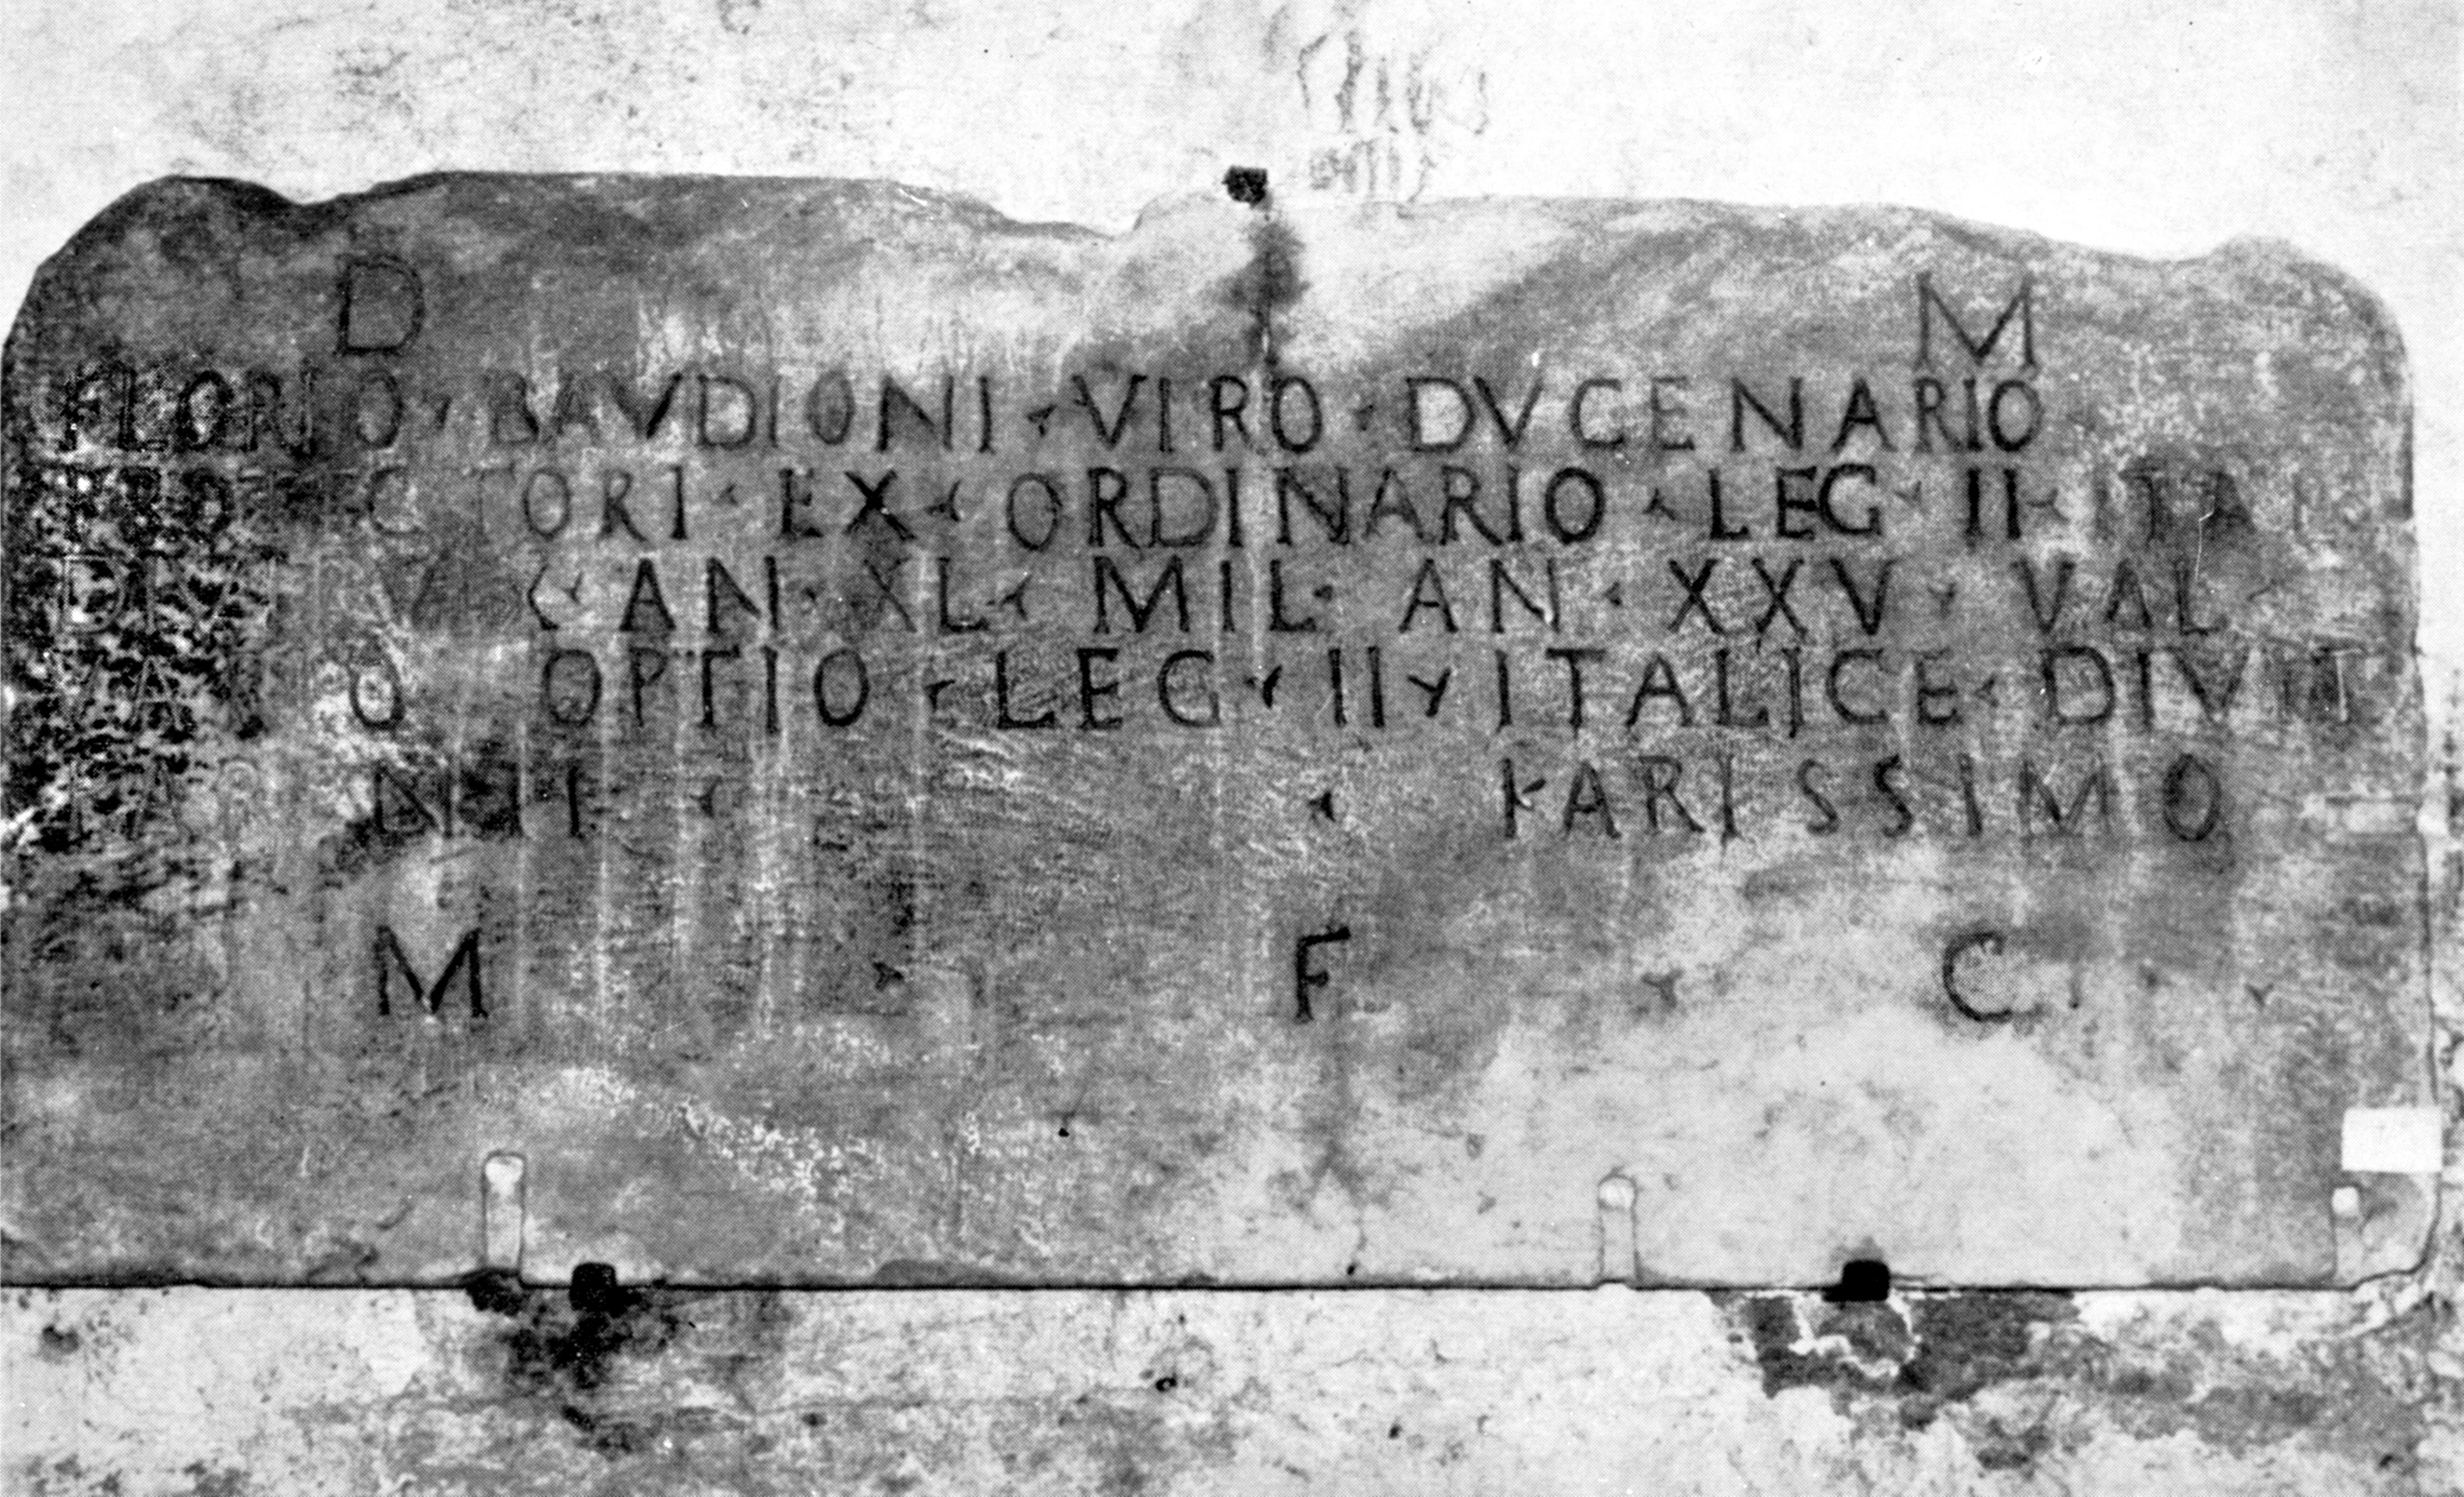 D M
FLORIO BAVDIONI VIRO DVCENARIO
EX ORDINARIO LEG II ITAL
AN XL MIL AN XXV VAL
OPTIO LEG II ITALICE DIVIT
KARISSIMO
M F C